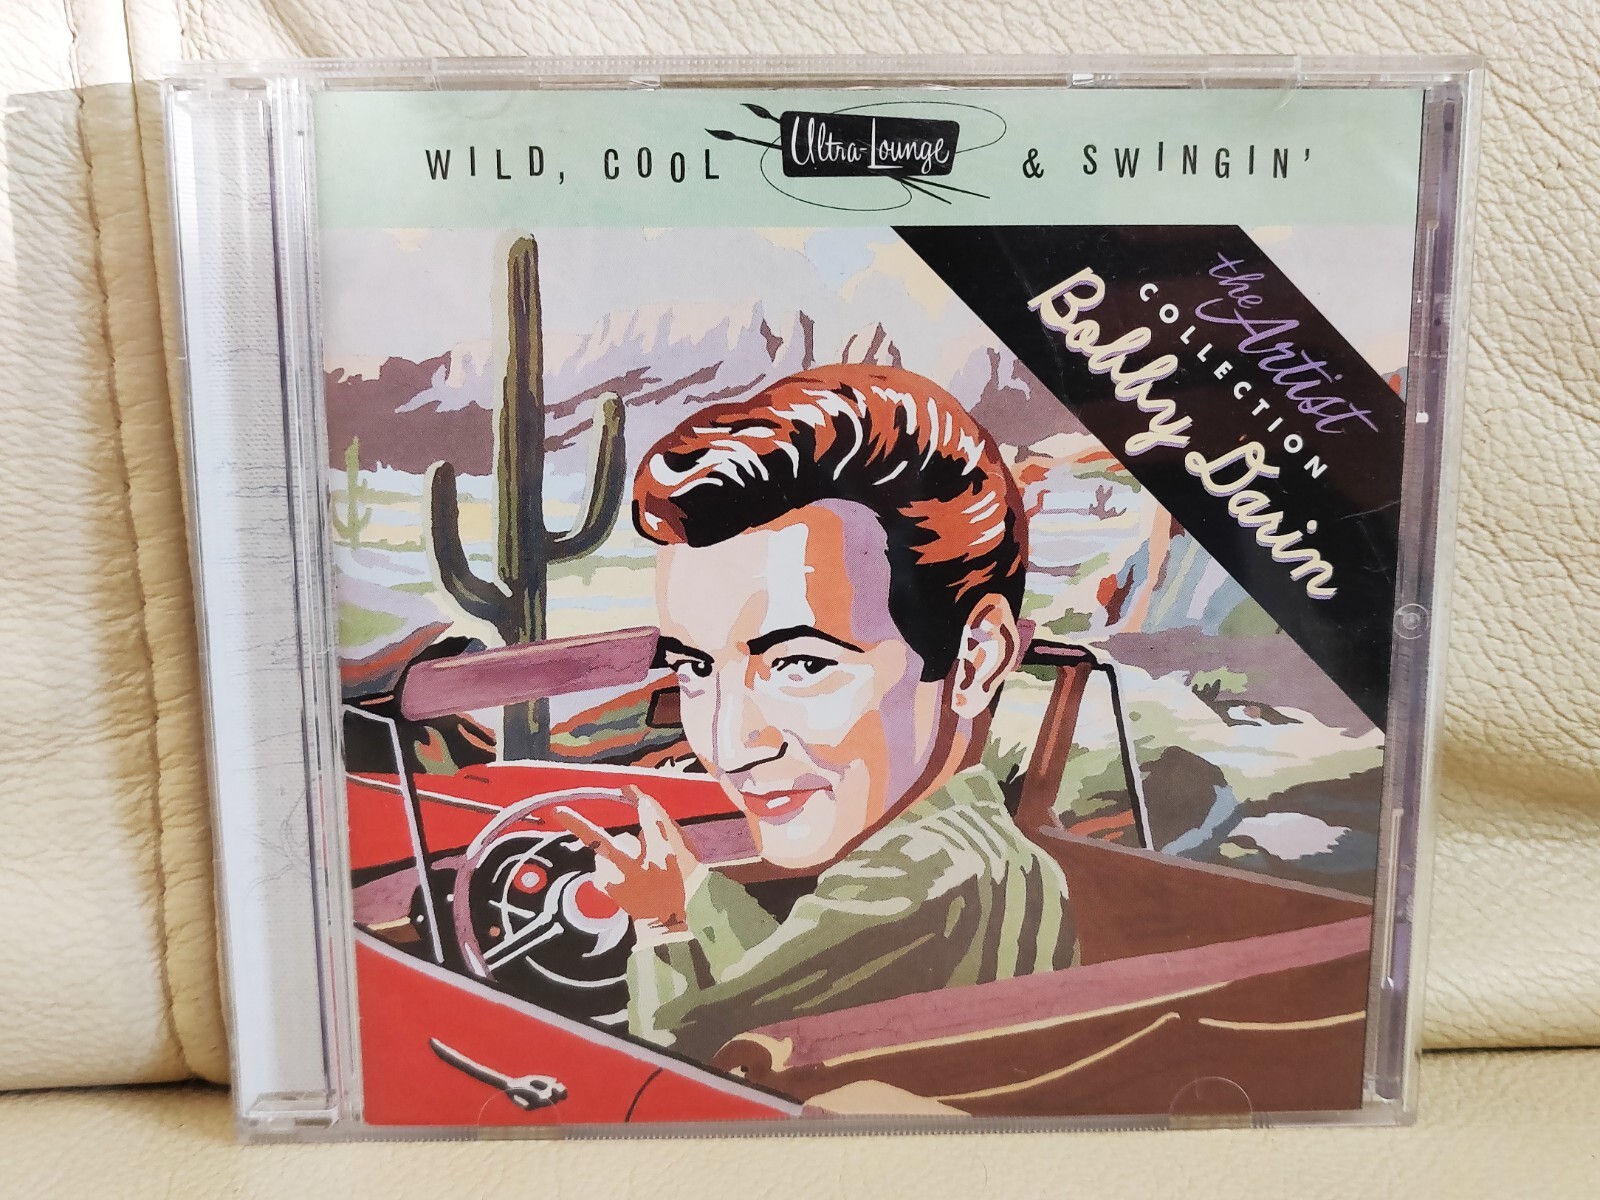 WILD, COOL Ultra-Lounge & SWINGIN'
the Artist
COLLECTION
Bobby Darin